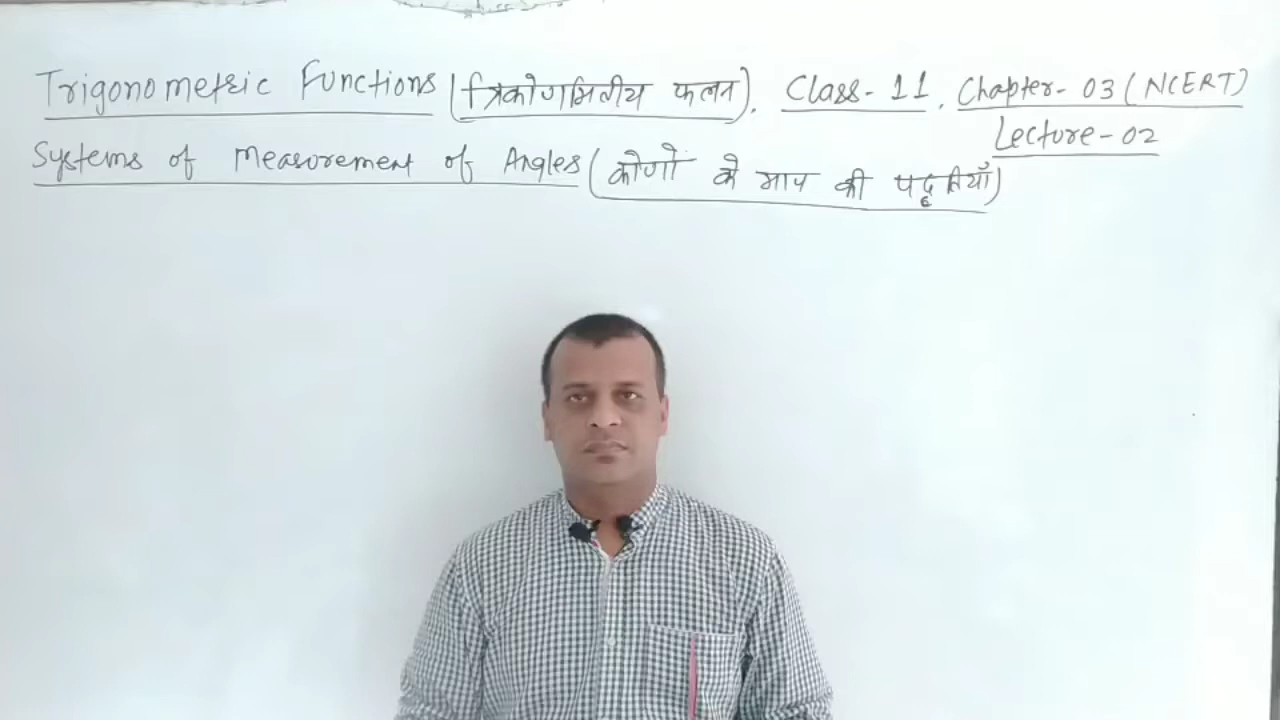 Trigonometric Functions (त्रिकोणमितीय फलन), Class-11, Chapter-03 (NCERT)
Lecture-02
Systems of Measurement of Angles (कोणों के माप की पद्धतियाँ)